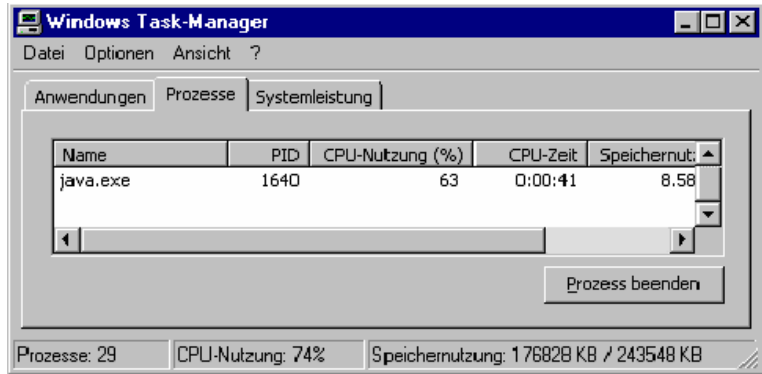 Windows Task-Manager
Datei Optionen Ansicht ?
Anwendungen Prozesse Systemleistung
Name PID CPU-Nutzung (%) CPU-Zeit Speichernut:
java.exe 1640 63 0:00:41 8.58
Prozess beenden
Prozesse: 29 CPU-Nutzung: 74% Speichernutzung: 176828 KB / 243548 KB